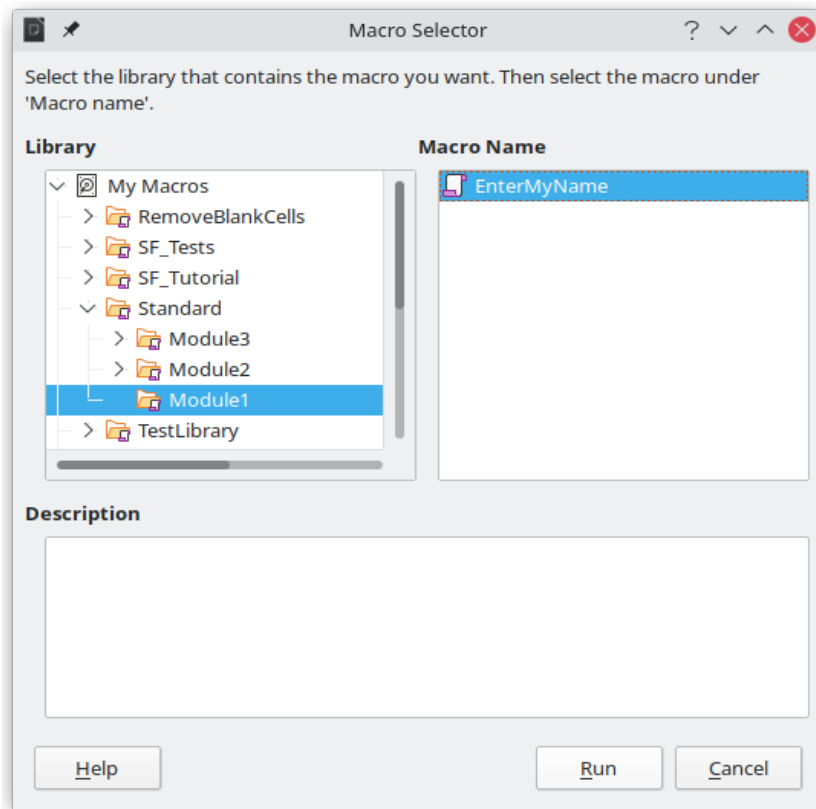 Macro Selector
Select the library that contains the macro you want. Then select the macro under
'Macro name'.
Library
Macro Name
My Macros
RemoveBlankCells
SF_Tests
SF_Tutorial
Standard
Module3
Module2
Module1
TestLibrary
EnterMyName
Description
Help
Run
Cancel